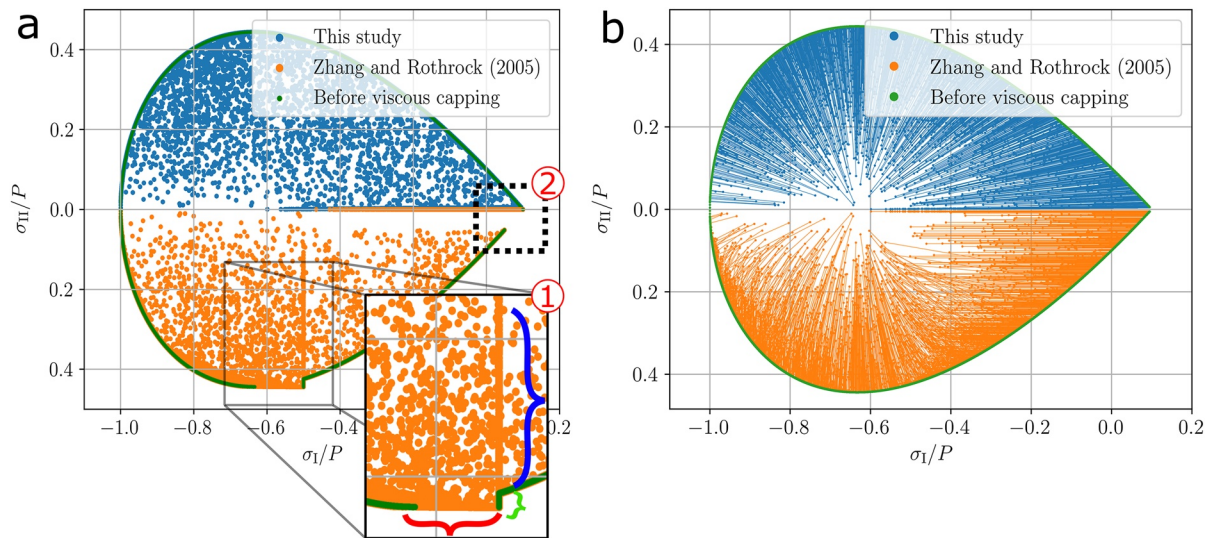 a
This study
Zhang and Rothrock (2005)
Before viscous capping
0.4
0.2
0.0
0.2
0.4
σII/P
②
①
−1.0 −0.8 −0.6 −0.4 0.2
σI/P
b
This study
Zhang and Rothrock (2005)
Before viscous capping
0.4
0.2
0.0
0.2
0.4
σII/P
−1.0 −0.8 −0.6 −0.4 −0.2 0.0 0.2
σI/P